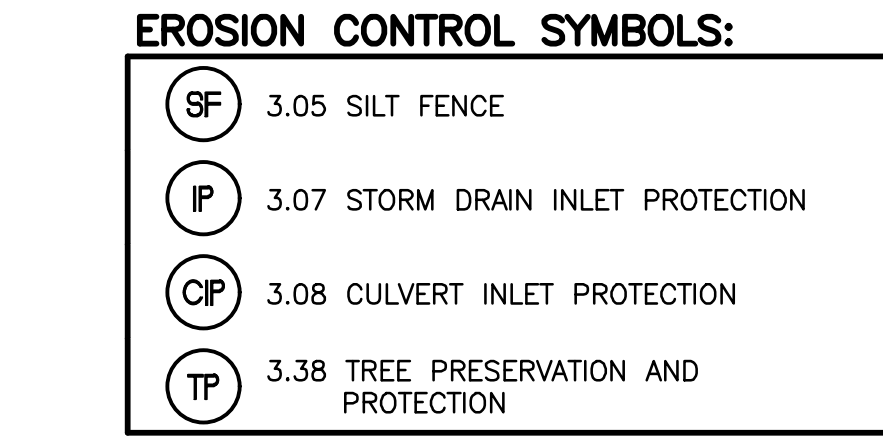 EROSION CONTROL SYMBOLS:
SF 3.05 SILT FENCE
IP 3.07 STORM DRAIN INLET PROTECTION
CIP 3.08 CULVERT INLET PROTECTION
TP 3.38 TREE PRESERVATION AND
PROTECTION